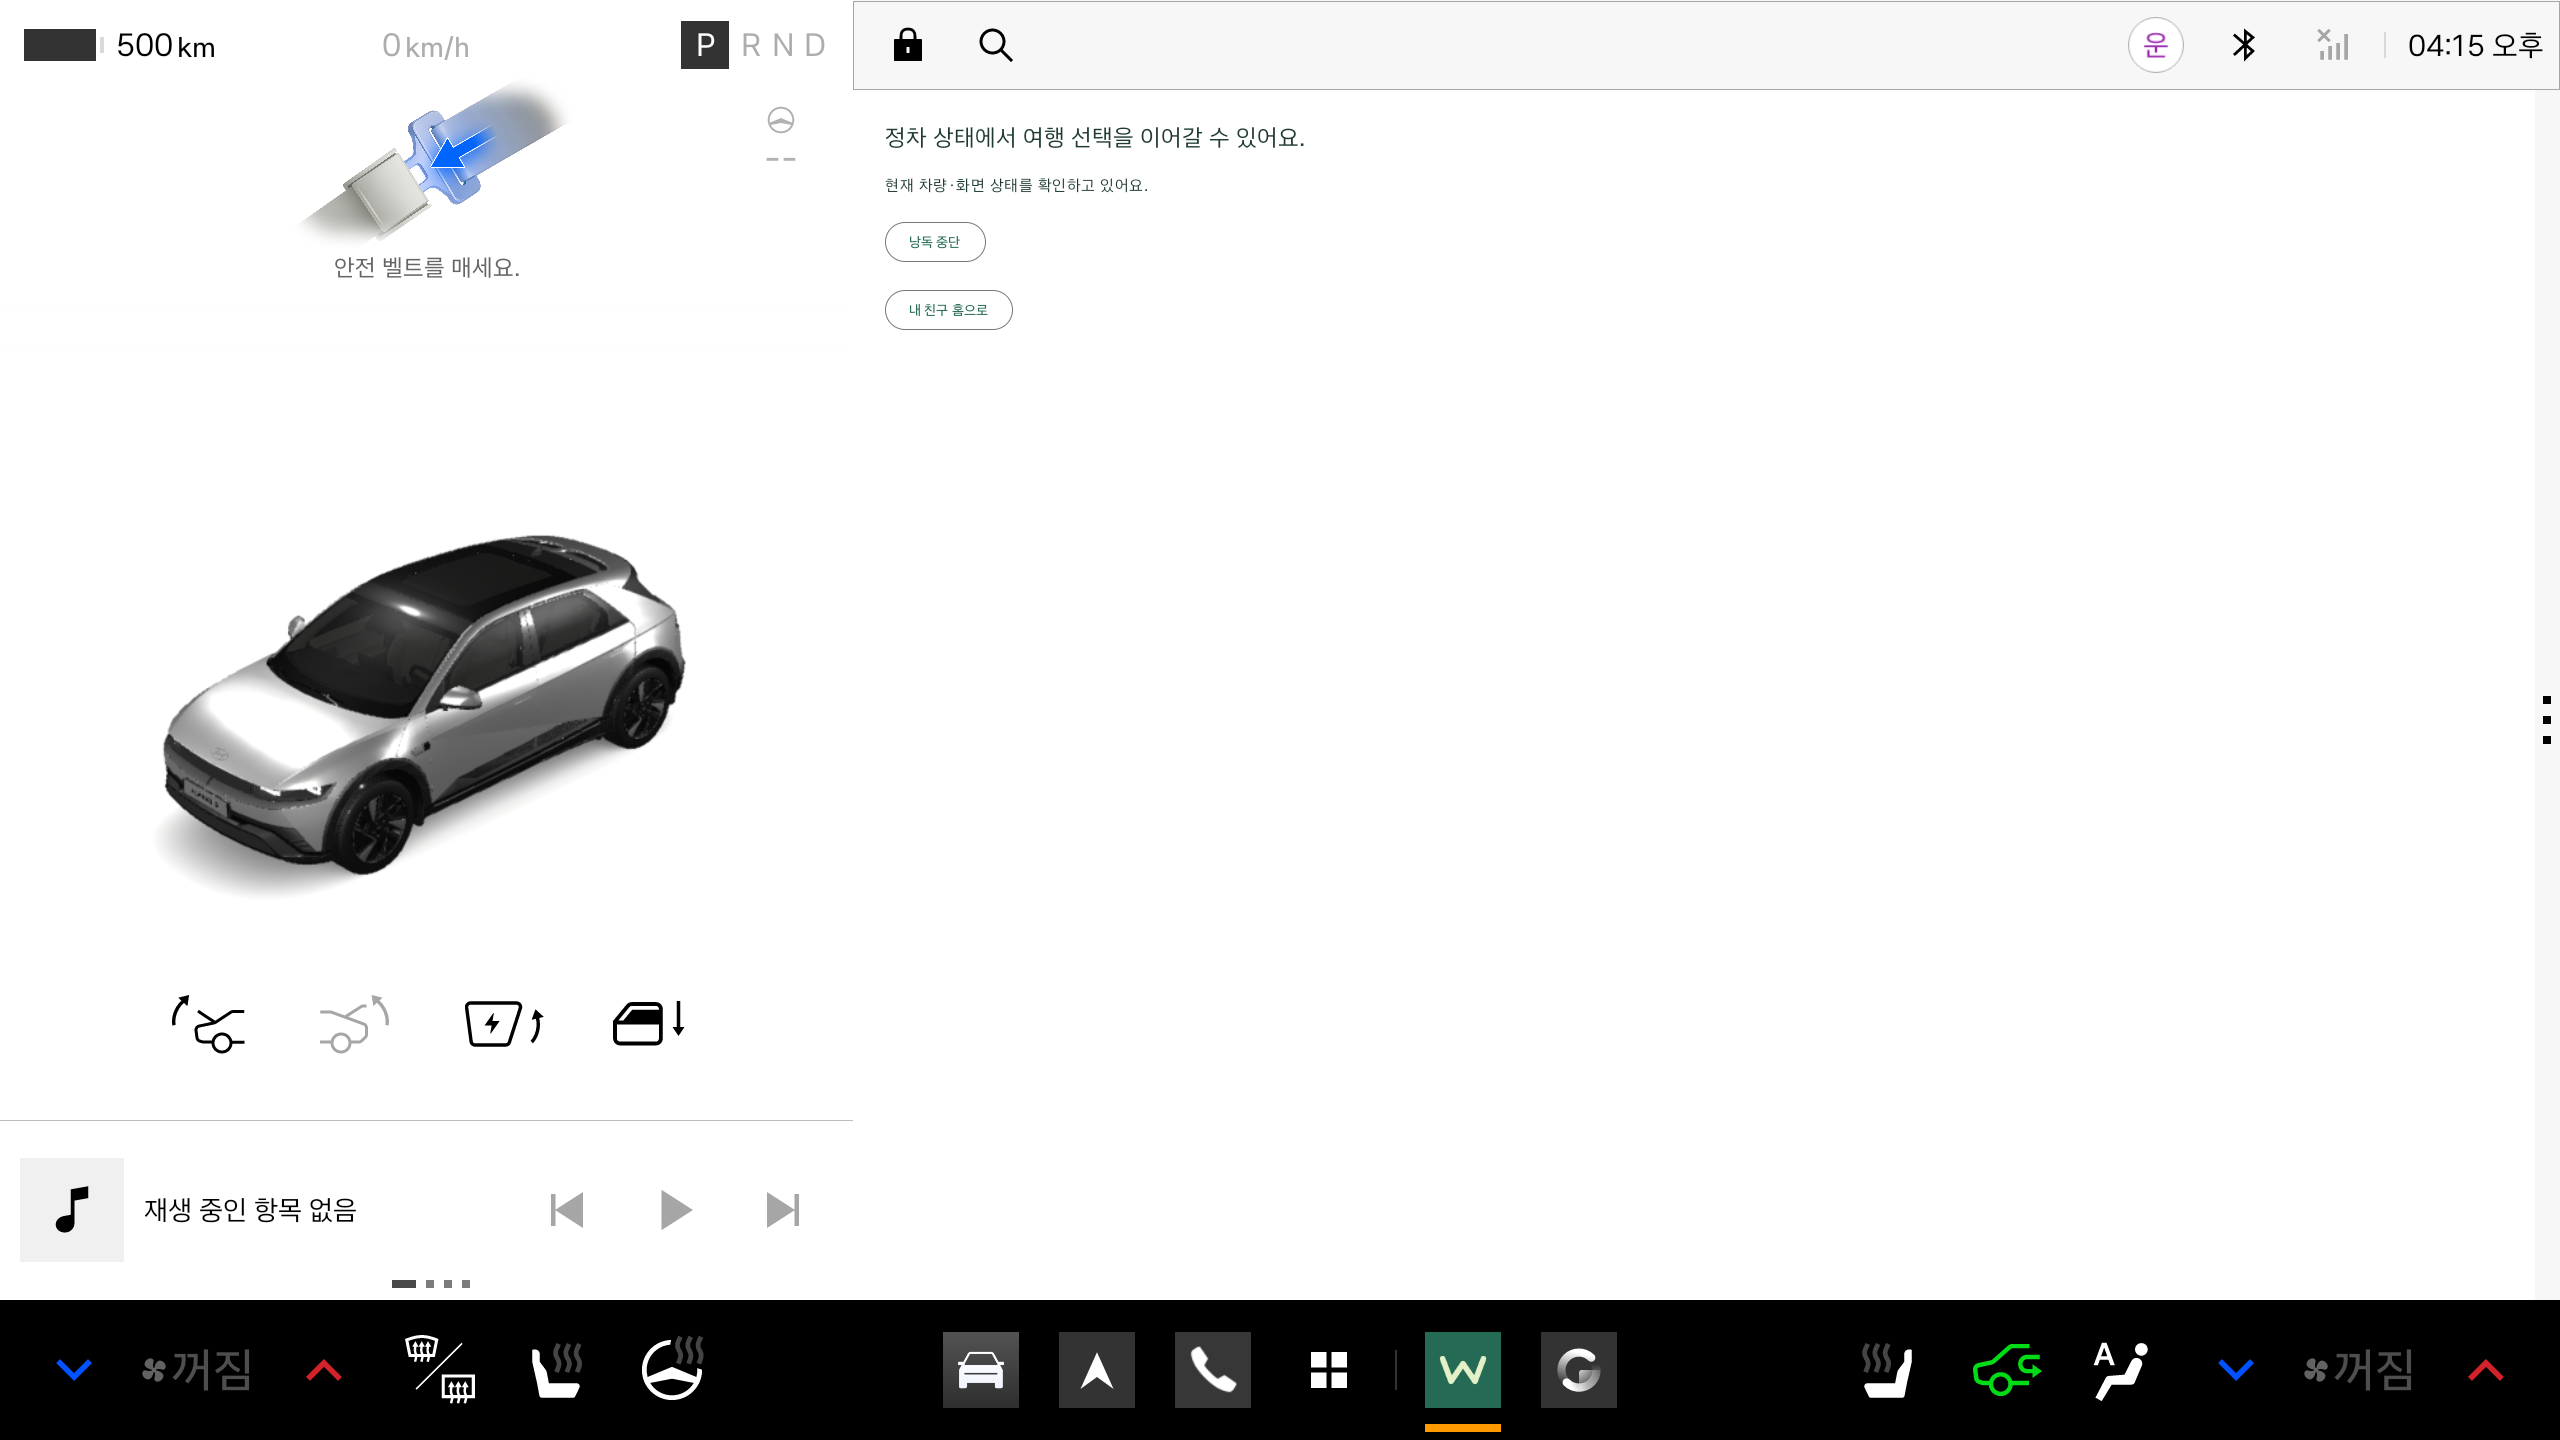 500 km
0 km/h
P R N D
04:15 오후
운
안전 벨트를 매세요.
정차 상태에서 여행 선택을 이어갈 수 있어요.
현재 차량·화면 상태를 확인하고 있어요.
낭독 중단
내 친구 홈으로
재생 중인 항목 없음
꺼짐
A
꺼짐